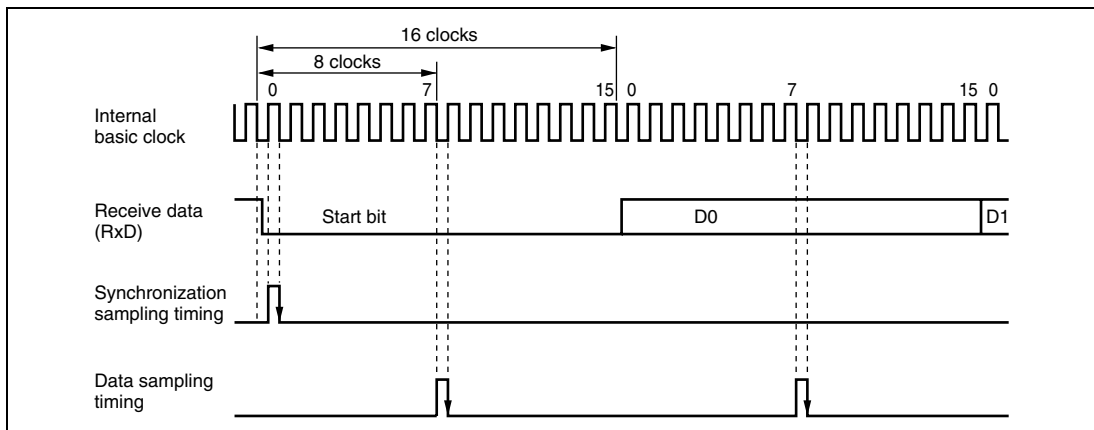 16 clocks
8 clocks
0 7 15 0 7 15 0
Internal
basic clock
Receive data
(RxD)
Start bit D0 D1
Synchronization
sampling timing
Data sampling
timing